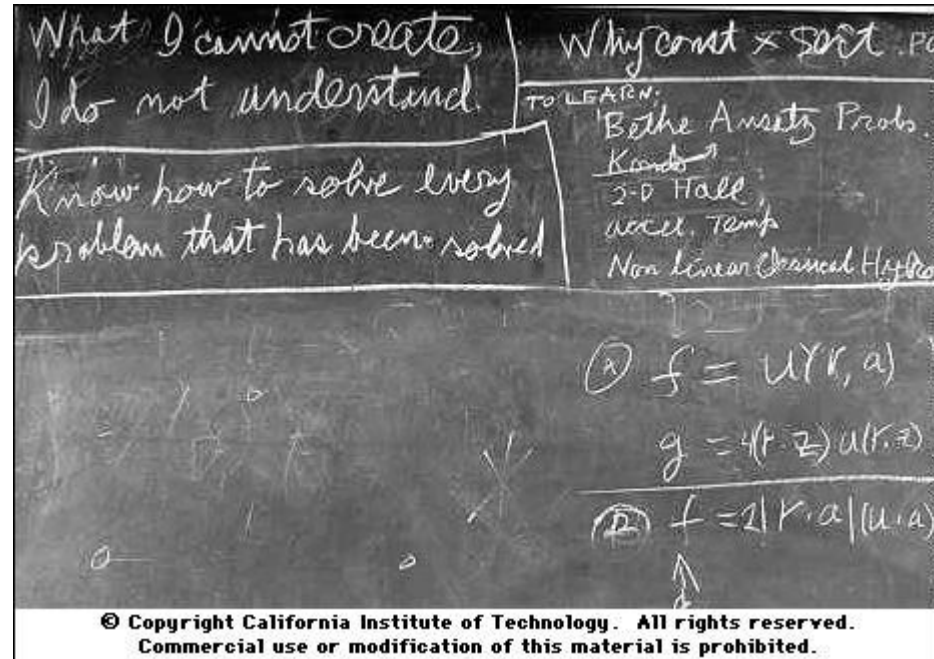 What I cannot create,
I do not understand.
Know how to solve every
problem that has been solved
Why const × sort . PO
TO LEARN:
Bethe Ansatz Probs.
Kondo
2-D Hall
accel. Temp
Non linear Classical Hydro
Ⓐ f = u(r, a)
g = 4(r·z) u(r,z)
f = 2|r·a|(u·a)
© Copyright California Institute of Technology. All rights reserved.
Commercial use or modification of this material is prohibited.